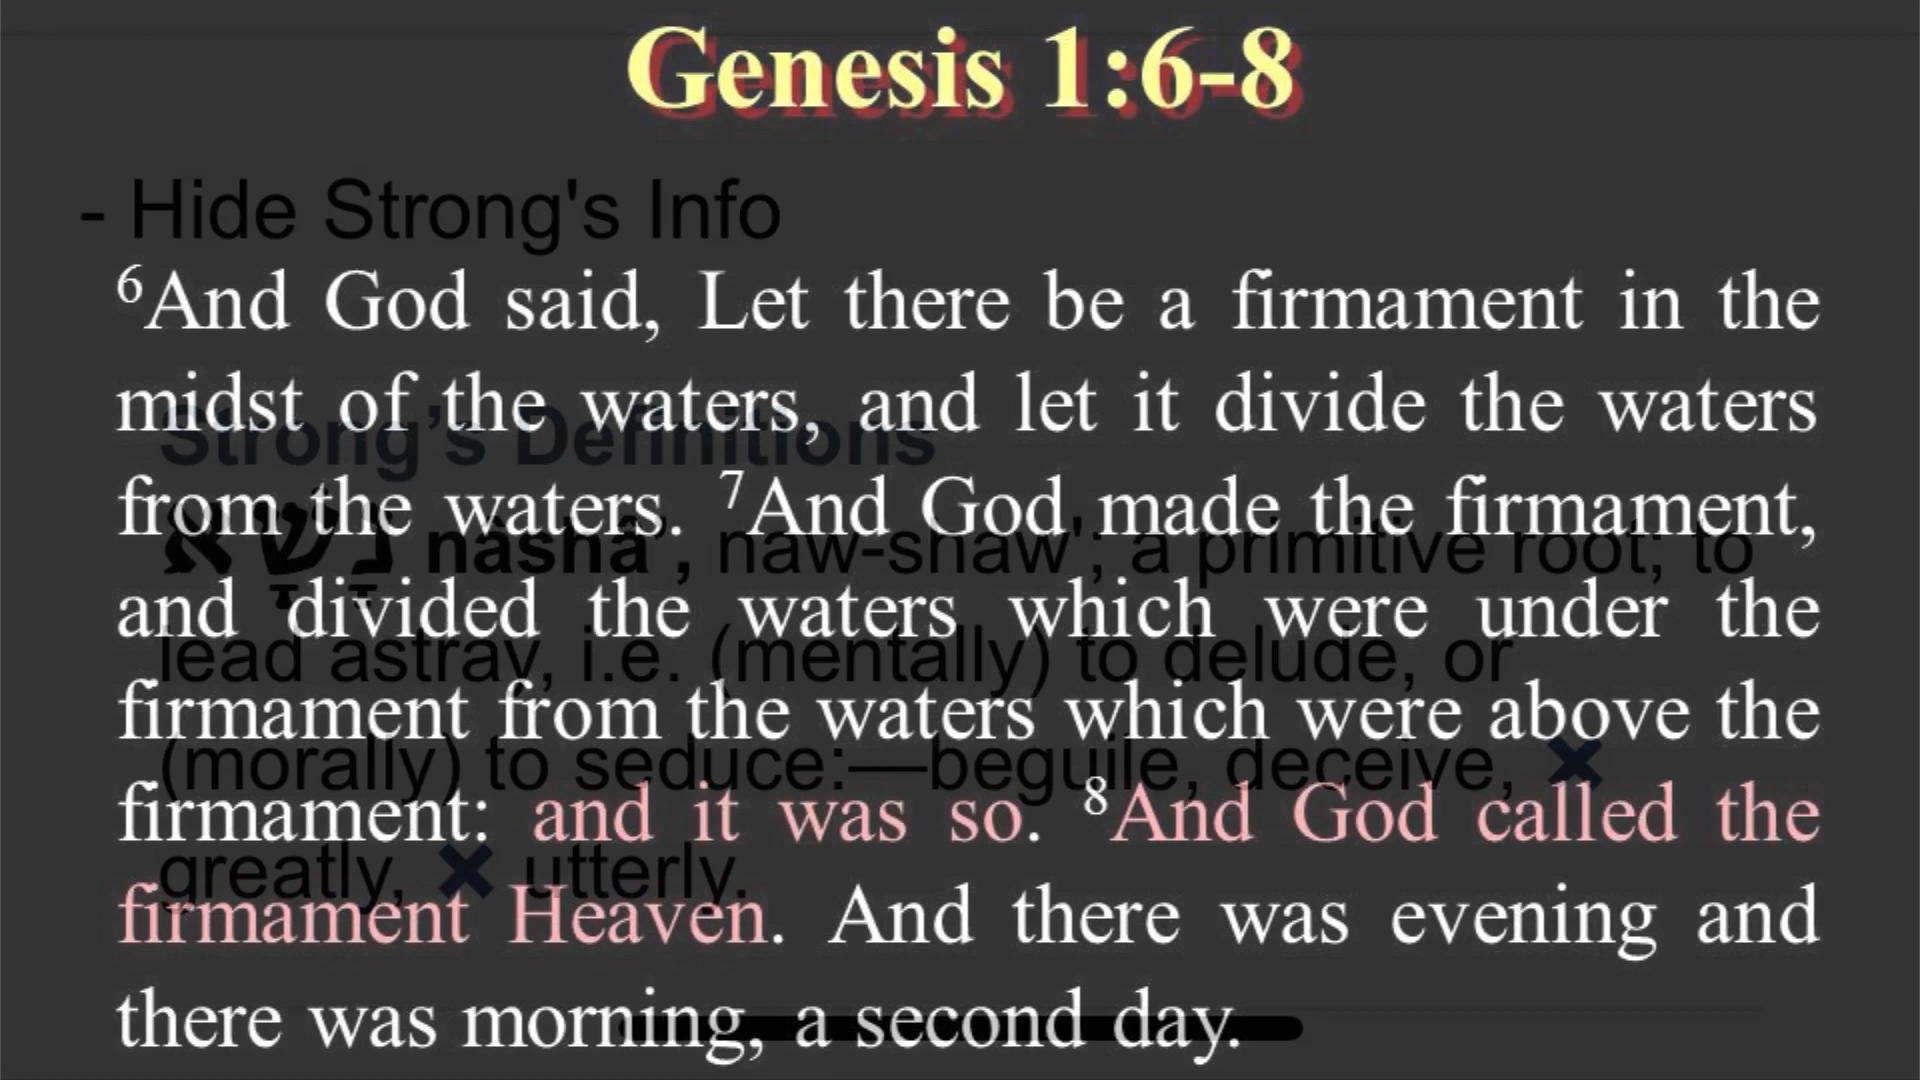 Genesis 1:6-8
- Hide Strong's Info
6And God said, Let there be a firmament in the
midst of the waters, and let it divide the waters
Strong's Definitions
from the waters. 7And God made the firmament,
נָשָׁא nâshâʼ, naw-shaw'; a primitive root; to
and divided the waters which were under the
lead astray, i.e. (mentally) to delude, or
firmament from the waters which were above the
(morally) to seduce:—beguile, deceive, ×
firmament: and it was so. 8And God called the
greatly, × utterly.
firmament Heaven. And there was evening and
there was morning, a second day.